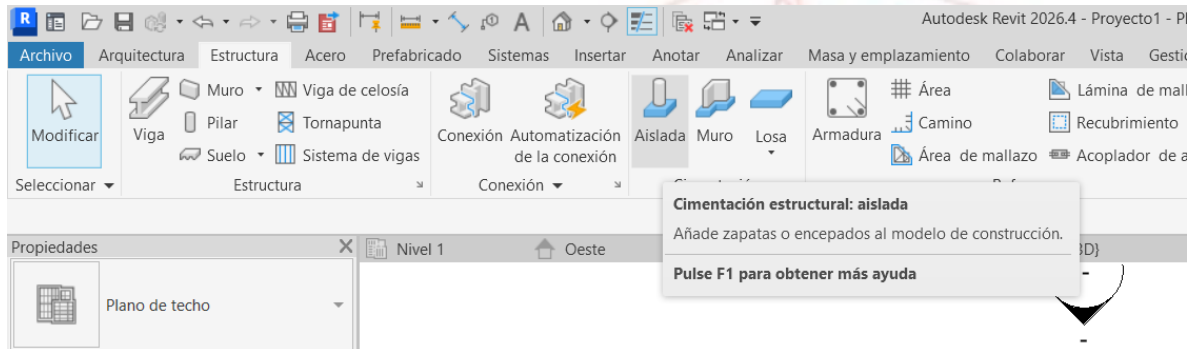 Autodesk Revit 2026.4 - Proyecto1 -
Archivo Arquitectura Estructura Acero Prefabricado Sistemas Insertar Anotar Analizar Masa y emplazamiento Colaborar Vista
Modificar
Viga
Muro
Pilar
Suelo
Viga de celosía
Tornapunta
Sistema de vigas
Conexión
Automatización
de la conexión
Aislada
Muro
Losa
Armadura
Área
Camino
Área de mallazo
Lámina de
Recubrimiento
Acoplador de
Seleccionar
Estructura
Conexión
Cimentación estructural: aislada
Añade zapatas o encepados al modelo de construcción.
Pulse F1 para obtener más ayuda
Propiedades
Nivel 1
Oeste
3D}
Plano de techo